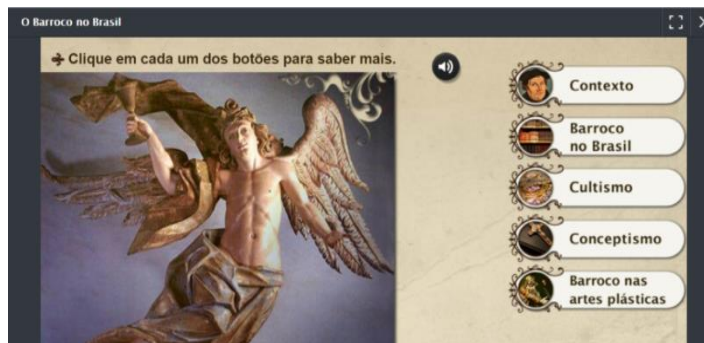 O Barroco no Brasil
Clique em cada um dos botões para saber mais.
Contexto
Barroco
no Brasil
Cultismo
Conceptismo
Barroco nas
artes plásticas